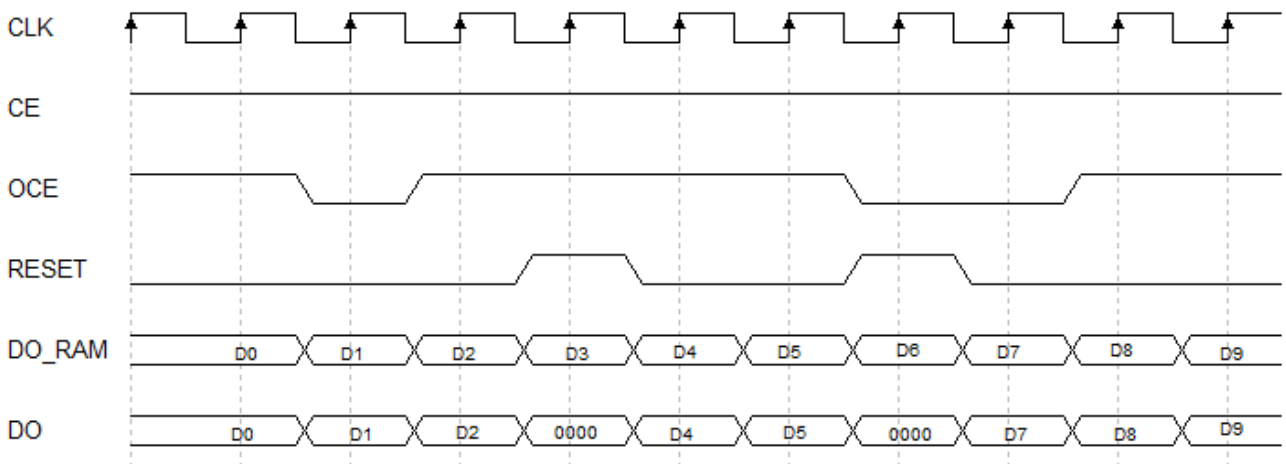 CLK
CE
OCE
RESET
DO_RAM D0 D1 D2 D3 D4 D5 D6 D7 D8 D9
DO D0 D1 D2 0000 D4 D5 0000 D7 D8 D9